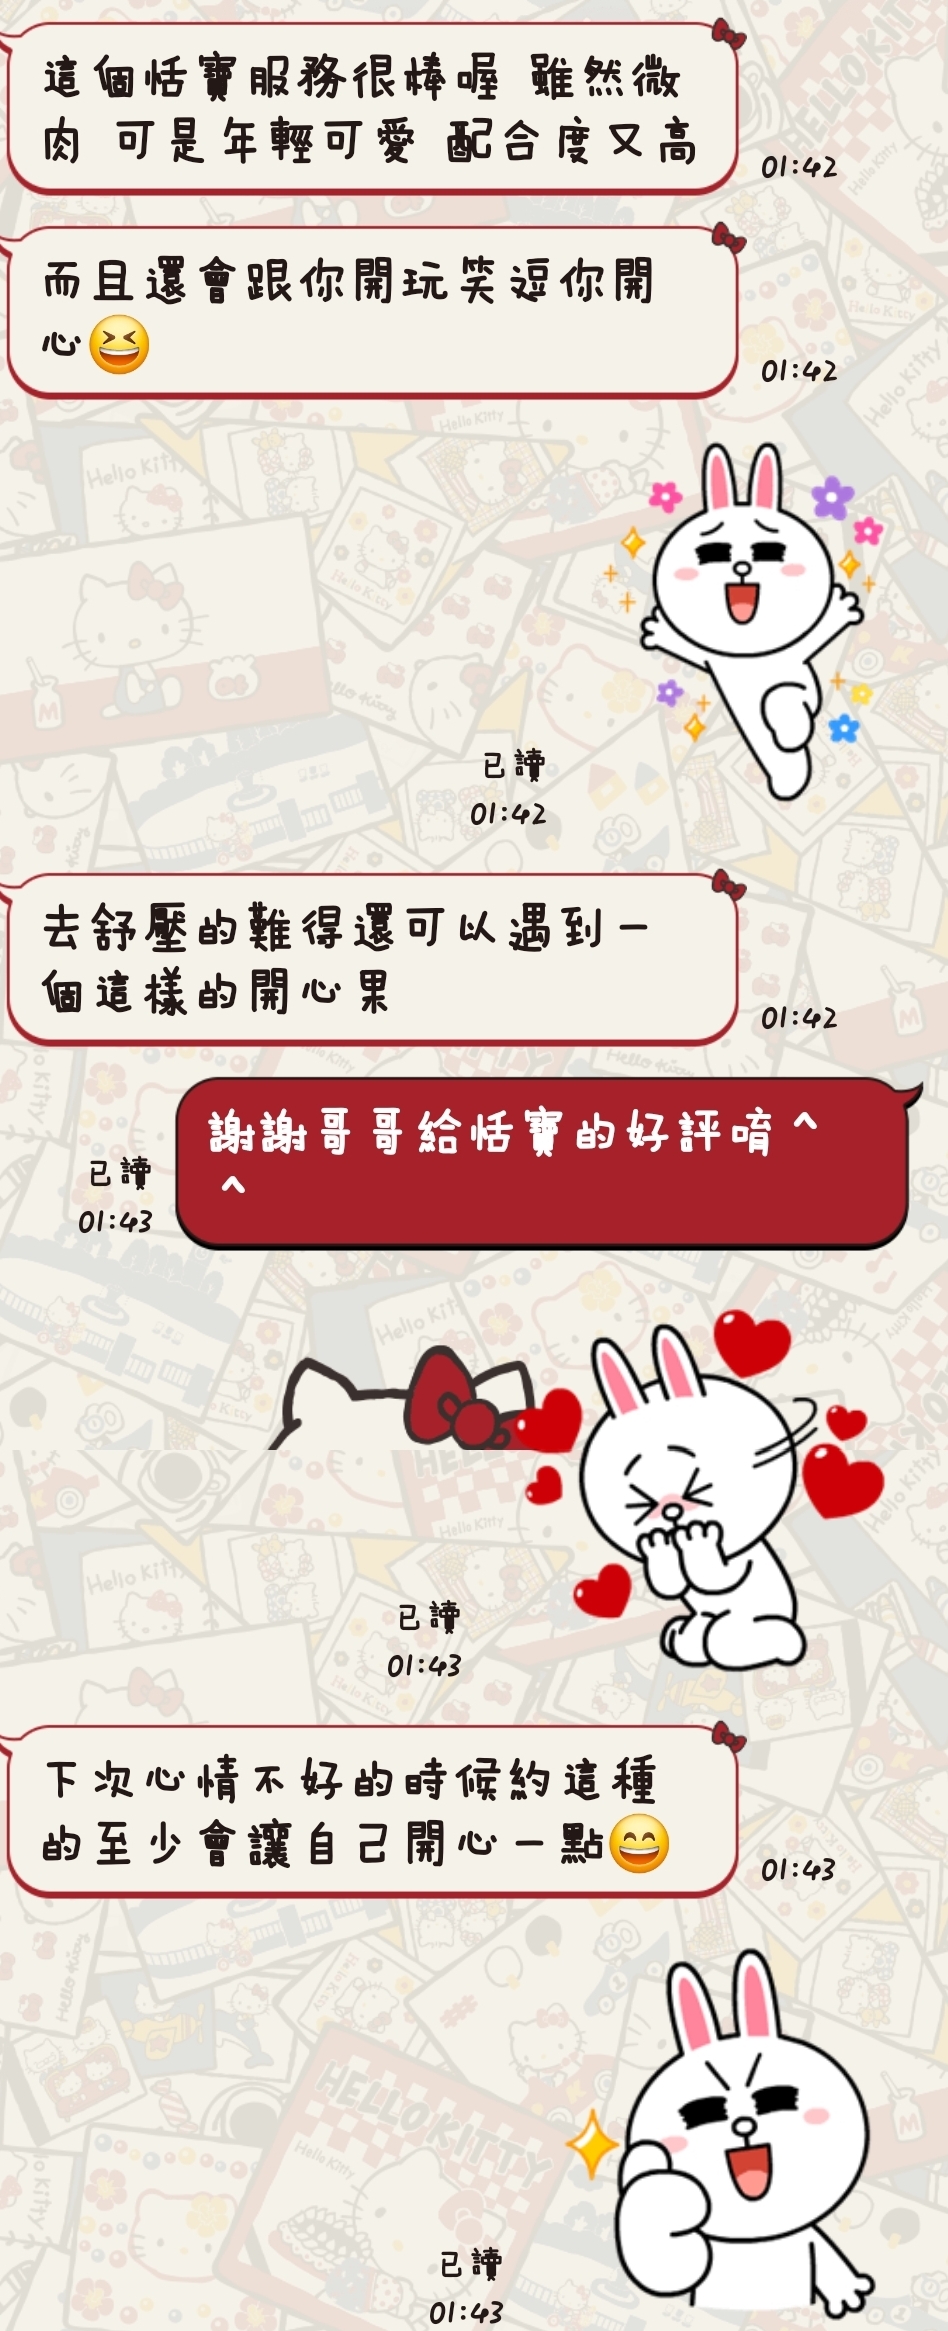 這個恬寶服務很棒喔 雖然微
肉 可是年輕可愛 配合度又高
01:42
而且還會跟你開玩笑逗你開
心😆
01:42
已讀
01:42
去舒壓的難得還可以遇到一
個這樣的開心果
01:42
謝謝哥哥給恬寶的好評唷^
^
已讀
01:43
已讀
01:43
下次心情不好的時候約這種
的至少會讓自己開心一點😄
01:43
已讀
01:43